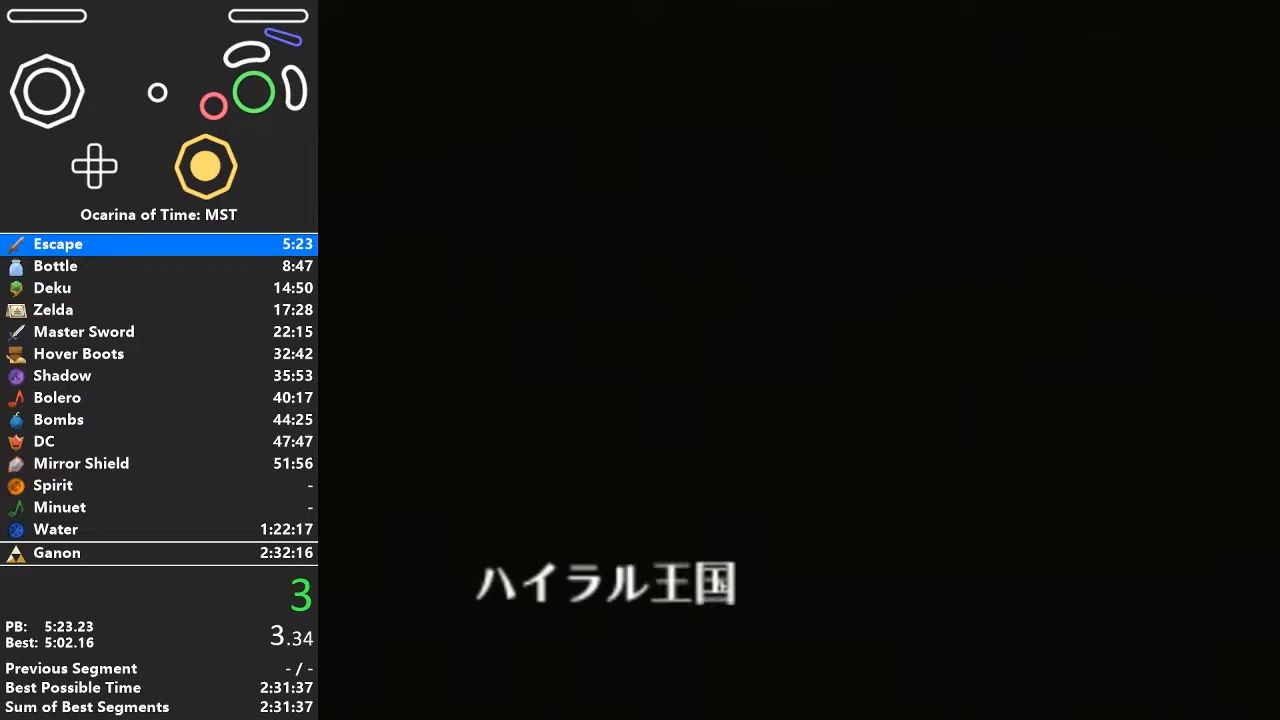 Ocarina of Time: MST
Escape 5:23
Bottle 8:47
Deku 14:50
Zelda 17:28
Master Sword 22:15
Hover Boots 32:42
Shadow 35:53
Bolero 40:17
Bombs 44:25
DC 47:47
Mirror Shield 51:56
Spirit -
Minuet -
Water 1:22:17
Ganon 2:32:16
3
PB: 5:23.23
Best: 5:02.16
3.34
Previous Segment - / -
Best Possible Time 2:31:37
Sum of Best Segments 2:31:37
ハイラル王国